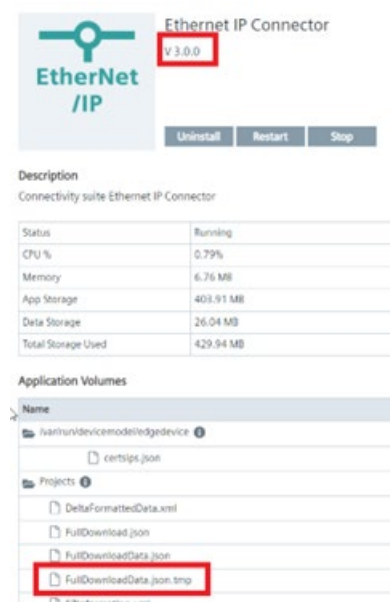 Ethernet IP Connector
V 3.0.0
EtherNet
/IP
Uninstall Restart Stop
Description
Connectivity suite Ethernet IP Connector
Status Running
CPU % 0.79%
Memory 6.76 MB
App Storage 403.91 MB
Data Storage 26.04 MB
Total Storage Used 429.94 MB
Application Volumes
Name
/var/run/devicemodel/edgedevice
certsips.json
Projects
DeltaFormattedData.xml
FullDownload.json
FullDownloadData.json
FullDownloadData.json.tmp